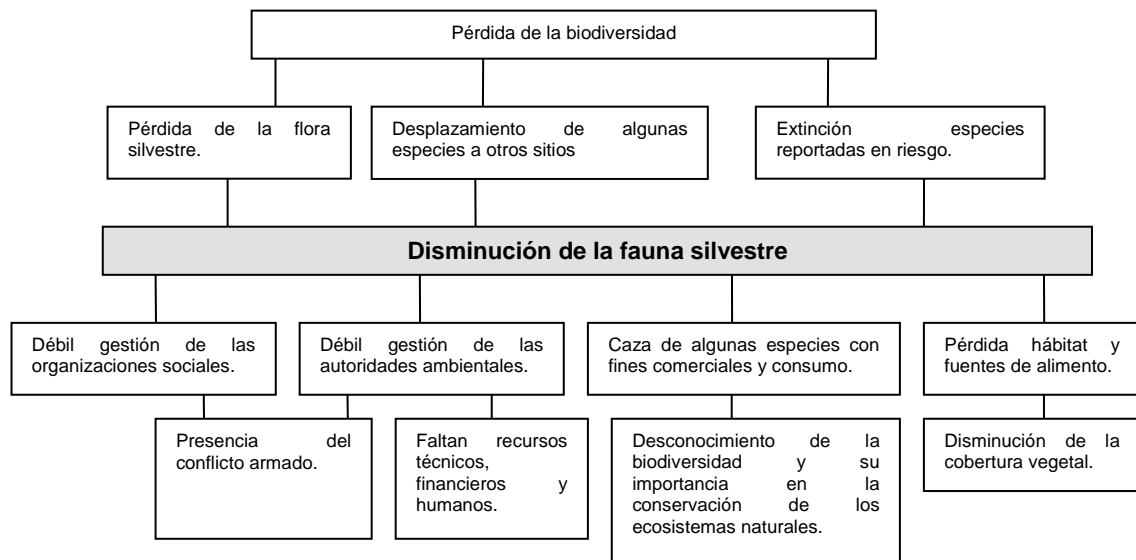 Pérdida de la biodiversidad
Pérdida de la flora
silvestre.
Desplazamiento de algunas
especies a otros sitios
Extinción especies
reportadas en riesgo.
Disminución de la fauna silvestre
Débil gestión de las
organizaciones sociales.
Débil gestión de las
autoridades ambientales.
Caza de algunas especies con
fines comerciales y consumo.
Pérdida hábitat y
fuentes de alimento.
Presencia del
conflicto armado.
Faltan recursos
técnicos,
financieros y
humanos.
Desconocimiento de la
biodiversidad y su
importancia en la
conservación de los
ecosistemas naturales.
Disminución de la
cobertura vegetal.